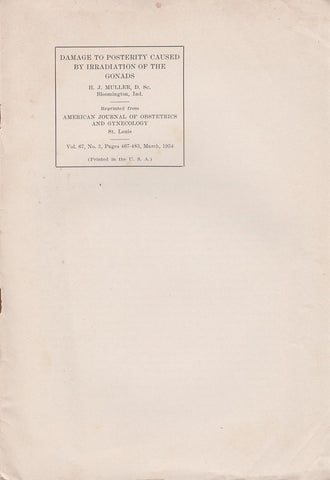 DAMAGE TO POSTERITY CAUSED
BY IRRADIATION OF THE
GONADS
H. J. MULLER, D. Sc.
Bloomington, Ind.
Reprinted from
AMERICAN JOURNAL OF OBSTETRICS
AND GYNECOLOGY
St. Louis
Vol. 67, No. 3, Pages 467-483, March, 1954
(Printed in the U. S. A.)